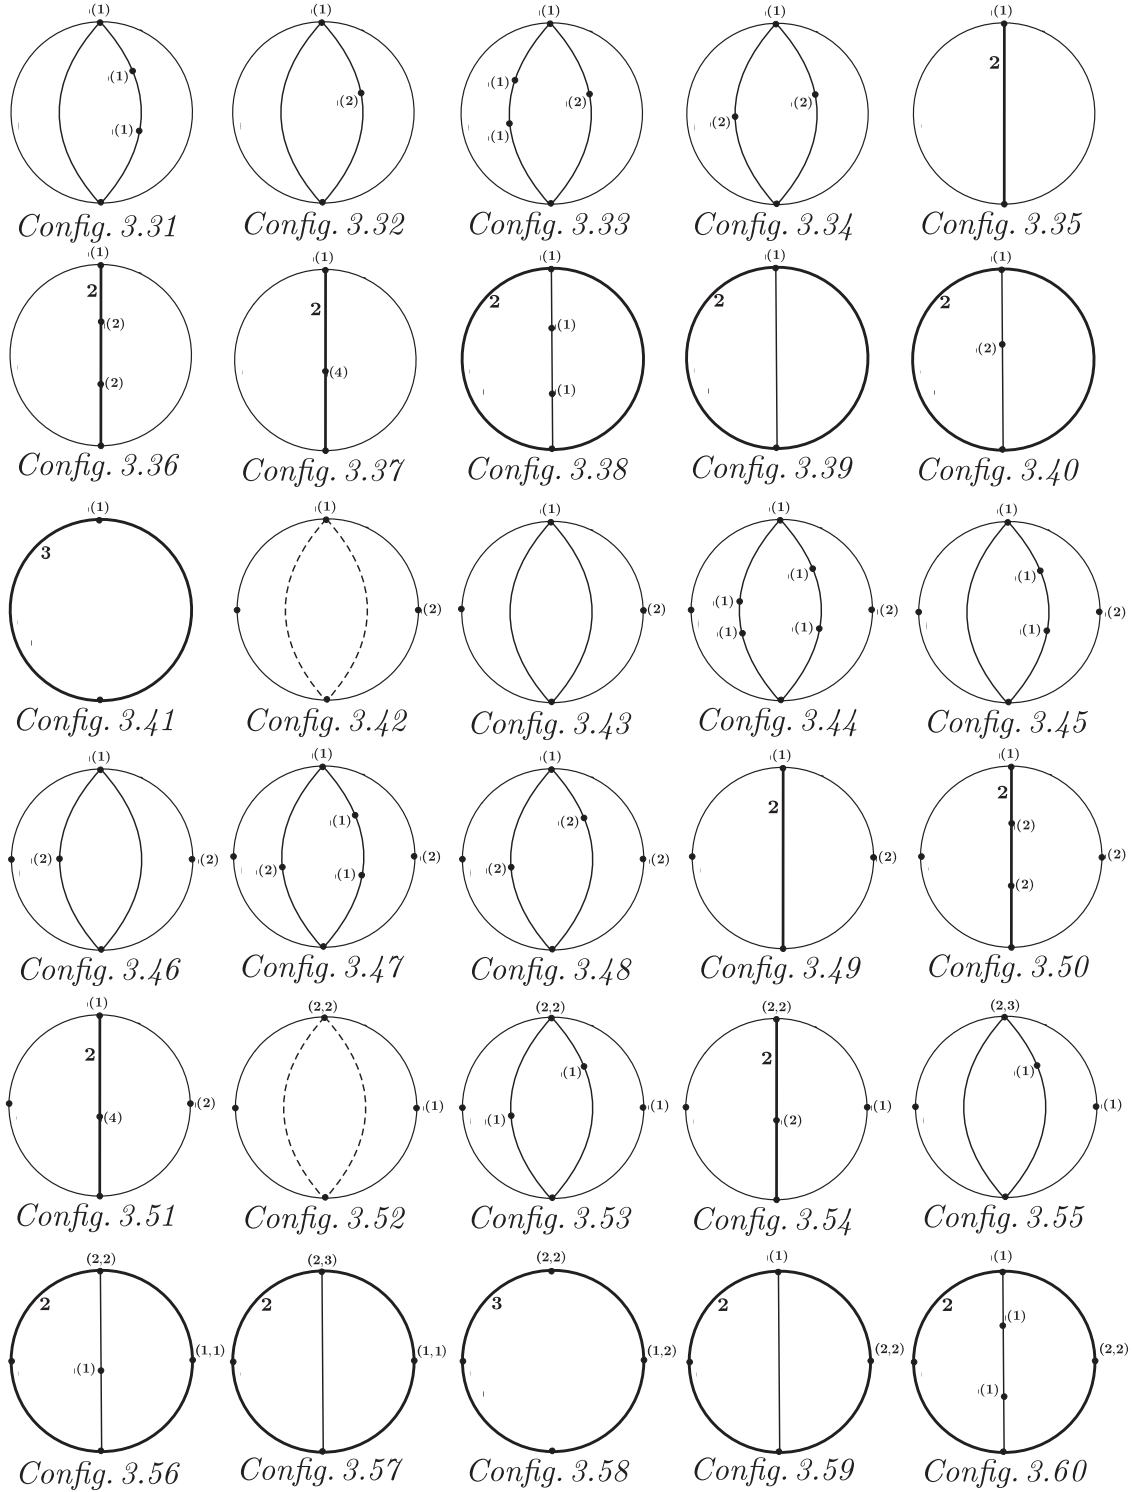 (1) (1) (1) (1) (1)
(1) (2) (1) (2) (2) 2
(1) (1) (2)
Config. 3.31 Config. 3.32 Config. 3.33 Config. 3.34 Config. 3.35
(1) (1) (1) (1) (1)
2 2 2 2 2
(2) (4) (1) (2)
(2) (1)
Config. 3.36 Config. 3.37 Config. 3.38 Config. 3.39 Config. 3.40
(1) (1) (1) (1) (1)
3 (1) (1)
(2) (2) (1) (2) (2)
(1) (1) (1)
Config. 3.41 Config. 3.42 Config. 3.43 Config. 3.44 Config. 3.45
(1) (1) (1) (1) (1)
(1) (2) 2 2
(2) (2) (2) (2) (2) (2) (2) (2) (2)
(1) (2)
Config. 3.46 Config. 3.47 Config. 3.48 Config. 3.49 Config. 3.50
(1) (2,2) (2,2) (2,2) (2,3)
2 (1) 2 (1)
(4) (2) (1) (1) (1) (2) (1) (1)
Config. 3.51 Config. 3.52 Config. 3.53 Config. 3.54 Config. 3.55
(2,2) (2,3) (2,2) (1) (1)
2 2 3 2 2 (1)
(1) (1,1) (1,1) (1,2) (2,2) (1) (2,2)
Config. 3.56 Config. 3.57 Config. 3.58 Config. 3.59 Config. 3.60